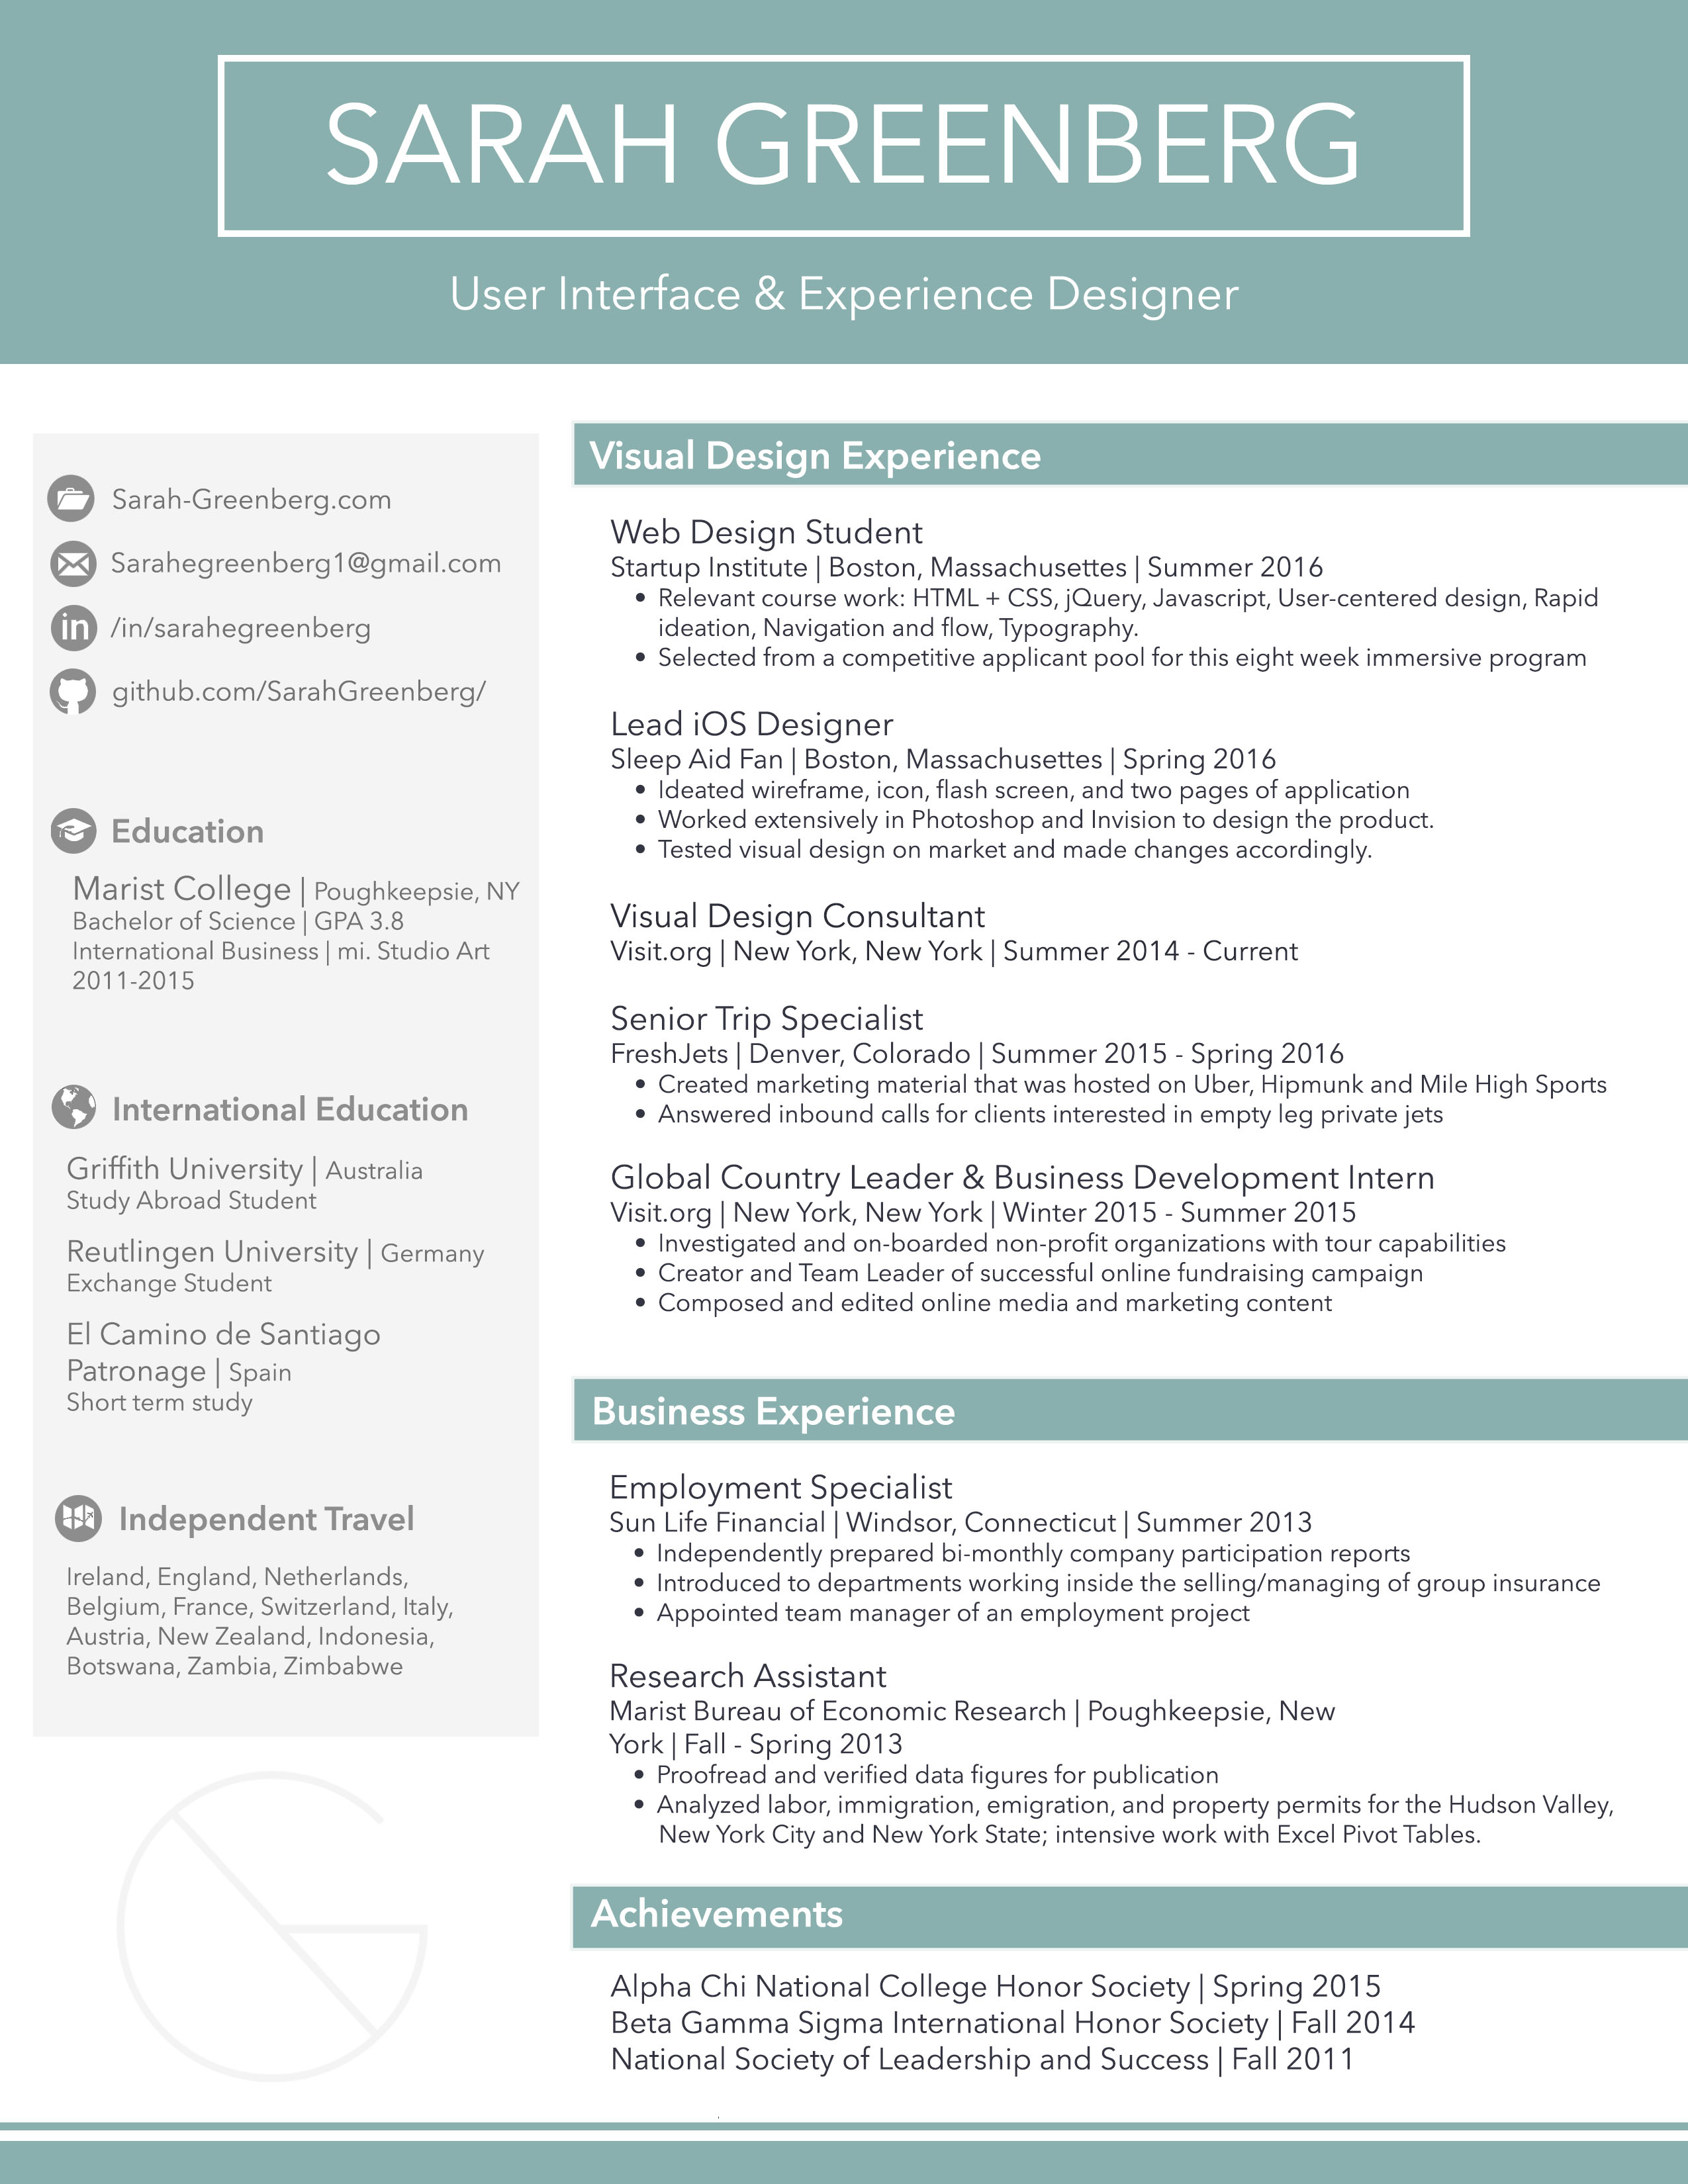 SARAH GREENBERG
User Interface & Experience Designer
Sarah-Greenberg.com
Sarahegreenberg1@gmail.com
in /in/sarahegreenberg
github.com/SarahGreenberg/
Education
Marist College | Poughkeepsie, NY
Bachelor of Science | GPA 3.8
International Business | mi. Studio Art
2011-2015
International Education
Griffith University | Australia
Study Abroad Student
Reutlingen University | Germany
Exchange Student
El Camino de Santiago
Patronage | Spain
Short term study
Independent Travel
Ireland, England, Netherlands,
Belgium, France, Switzerland, Italy,
Austria, New Zealand, Indonesia,
Botswana, Zambia, Zimbabwe
Visual Design Experience
Web Design Student
Startup Institute | Boston, Massachusettes | Summer 2016
• Relevant course work: HTML + CSS, jQuery, Javascript, User-centered design, Rapid
ideation, Navigation and flow, Typography.
• Selected from a competitive applicant pool for this eight week immersive program
Lead iOS Designer
Sleep Aid Fan | Boston, Massachusettes | Spring 2016
• Ideated wireframe, icon, flash screen, and two pages of application
• Worked extensively in Photoshop and Invision to design the product.
• Tested visual design on market and made changes accordingly.
Visual Design Consultant
Visit.org | New York, New York | Summer 2014 - Current
Senior Trip Specialist
FreshJets | Denver, Colorado | Summer 2015 - Spring 2016
• Created marketing material that was hosted on Uber, Hipmunk and Mile High Sports
• Answered inbound calls for clients interested in empty leg private jets
Global Country Leader & Business Development Intern
Visit.org | New York, New York | Winter 2015 - Summer 2015
• Investigated and on-boarded non-profit organizations with tour capabilities
• Creator and Team Leader of successful online fundraising campaign
• Composed and edited online media and marketing content
Business Experience
Employment Specialist
Sun Life Financial | Windsor, Connecticut | Summer 2013
• Independently prepared bi-monthly company participation reports
• Introduced to departments working inside the selling/managing of group insurance
• Appointed team manager of an employment project
Research Assistant
Marist Bureau of Economic Research | Poughkeepsie, New
York | Fall - Spring 2013
• Proofread and verified data figures for publication
• Analyzed labor, immigration, emigration, and property permits for the Hudson Valley,
New York City and New York State; intensive work with Excel Pivot Tables.
Achievements
Alpha Chi National College Honor Society | Spring 2015
Beta Gamma Sigma International Honor Society | Fall 2014
National Society of Leadership and Success | Fall 2011